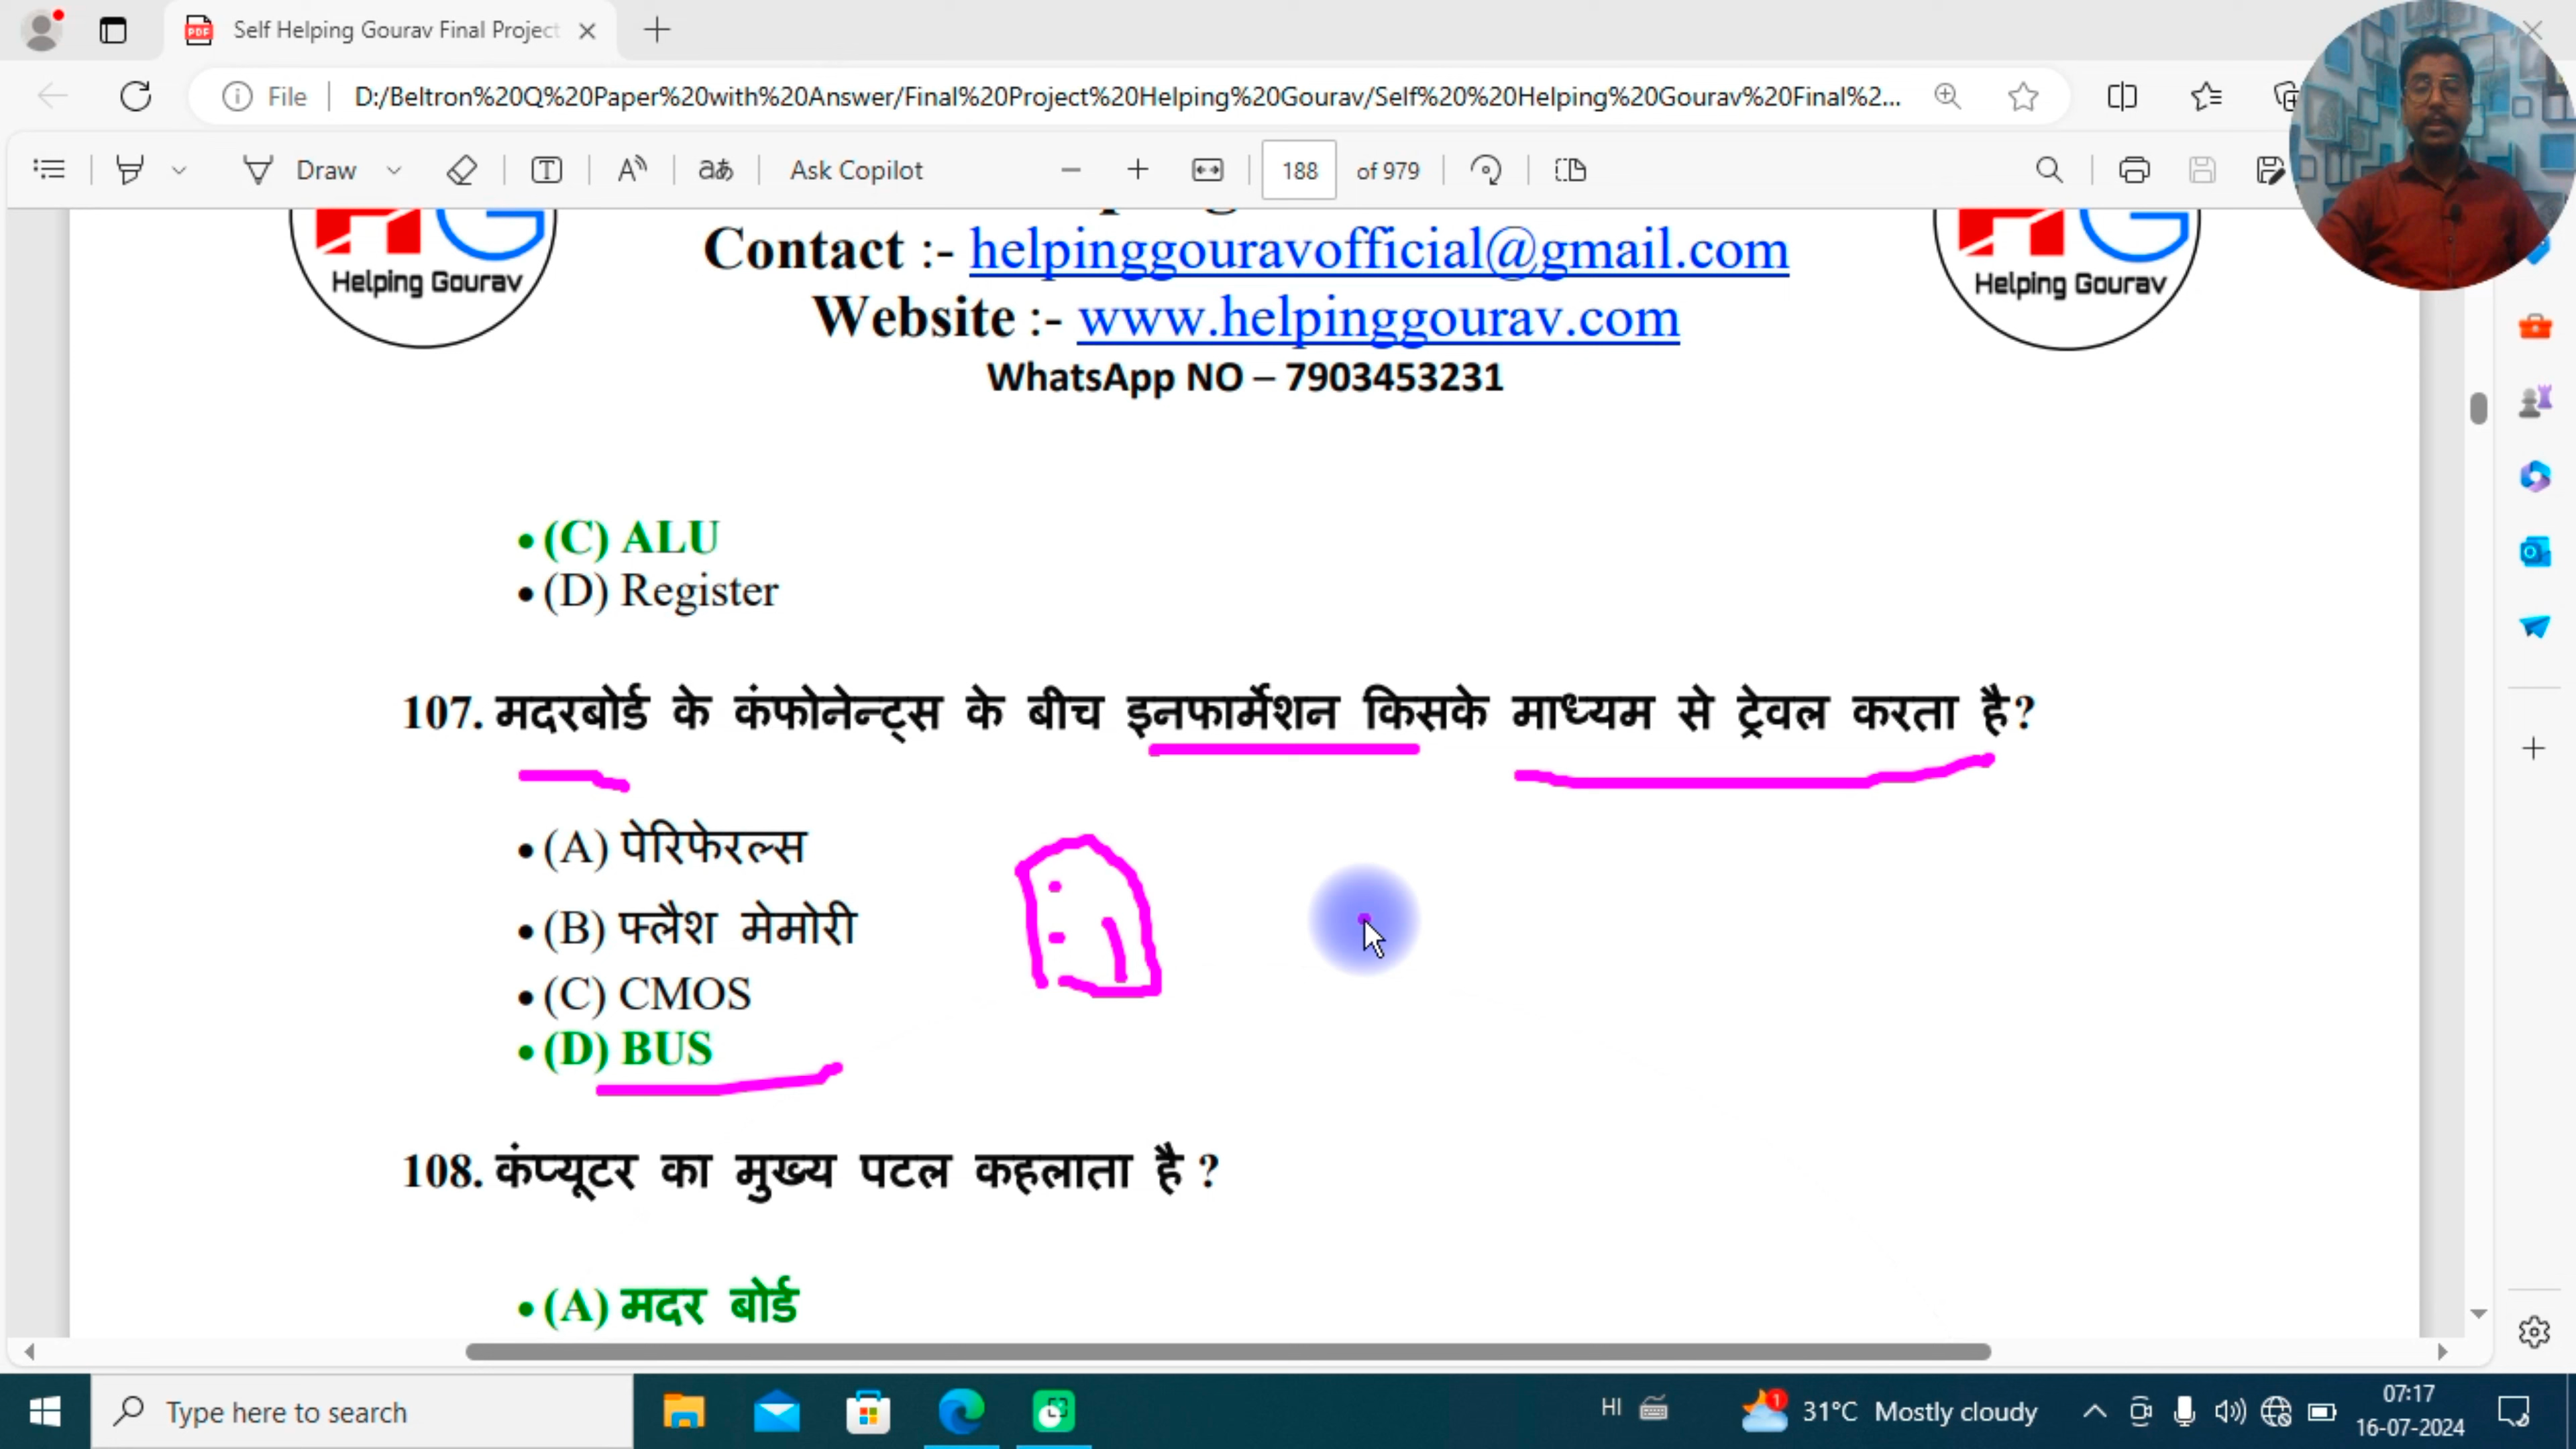 Self Helping Gourav Final Project
File
D:/Beltron%20Q%20Paper%20with%20Answer/Final%20Project%20Helping%20Gourav/Self%20%20Helping%20Gourav%20Final%2...
Draw
Ask Copilot
188 of 979
Helping Gourav
Contact :- helpinggouravofficial@gmail.com
Website :- www.helpinggourav.com
WhatsApp NO – 7903453231
Helping Gourav
• (C) ALU
• (D) Register
107. मदरबोर्ड के कंफोनेन्ट्स के बीच इनफार्मेशन किसके माध्यम से ट्रेवल करता है?
• (A) पेरिफेरल्स
• (B) फ्लैश मेमोरी
• (C) CMOS
• (D) BUS
108. कंप्यूटर का मुख्य पटल कहलाता है ?
• (A) मदर बोर्ड
Type here to search
HI
1
31°C Mostly cloudy
07:17
16-07-2024